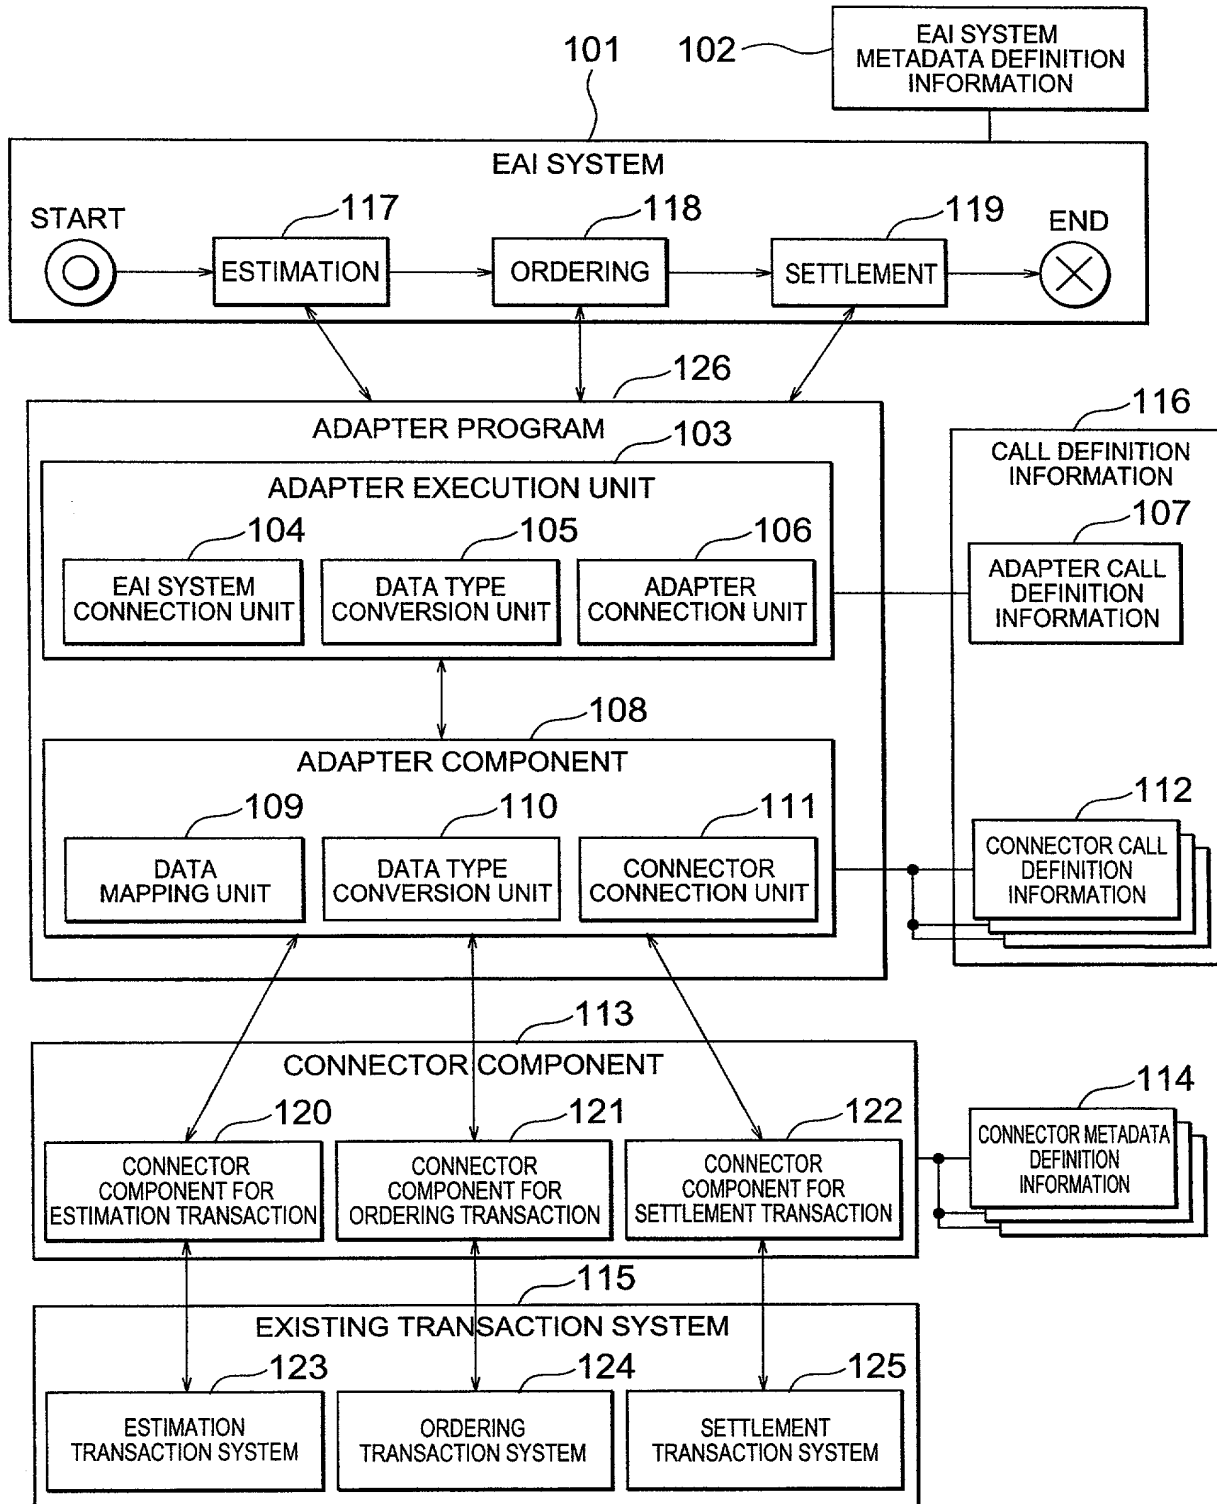 EAI SYSTEM
METADATA DEFINITION
INFORMATION
102
101
EAI SYSTEM
START
117
118
119
END
ESTIMATION
ORDERING
SETTLEMENT
126
ADAPTER PROGRAM
103
ADAPTER EXECUTION UNIT
104
105
106
EAI SYSTEM
CONNECTION UNIT
DATA TYPE
CONVERSION UNIT
ADAPTER
CONNECTION UNIT
116
CALL DEFINITION
INFORMATION
107
ADAPTER CALL
DEFINITION
INFORMATION
108
ADAPTER COMPONENT
109
110
111
DATA
MAPPING UNIT
DATA TYPE
CONVERSION UNIT
CONNECTOR
CONNECTION UNIT
112
CONNECTOR CALL
DEFINITION
INFORMATION
113
CONNECTOR COMPONENT
120
121
122
CONNECTOR
COMPONENT FOR
ESTIMATION TRANSACTION
CONNECTOR
COMPONENT FOR
ORDERING TRANSACTION
CONNECTOR
COMPONENT FOR
SETTLEMENT TRANSACTION
114
CONNECTOR METADATA
DEFINITION
INFORMATION
115
EXISTING TRANSACTION SYSTEM
123
124
125
ESTIMATION
TRANSACTION SYSTEM
ORDERING
TRANSACTION SYSTEM
SETTLEMENT
TRANSACTION SYSTEM